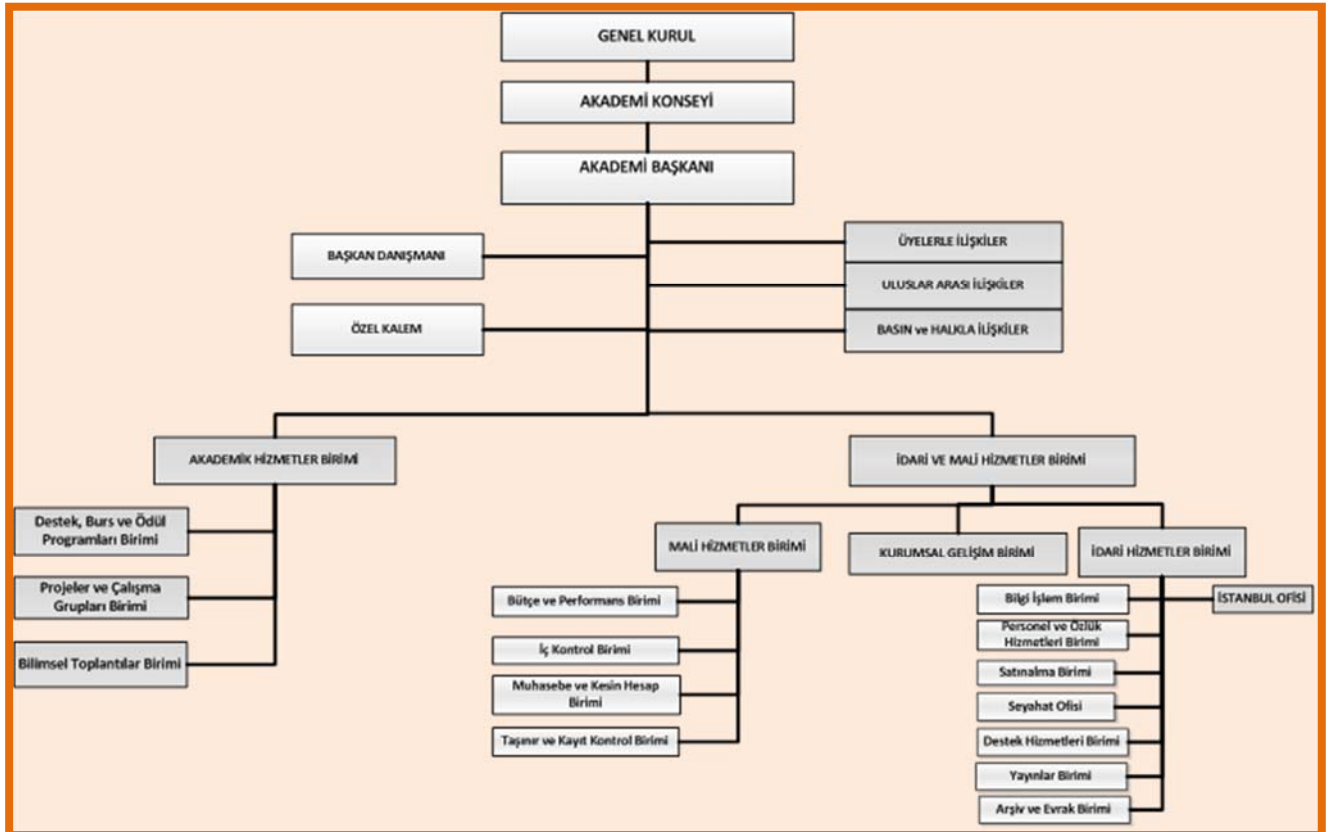 GENEL KURUL
AKADEMİ KONSEYİ
AKADEMİ BAŞKANI
BAŞKAN DANIŞMANI
ÖZEL KALEM
ÜYELERLE İLİŞKİLER
ULUSLAR ARASI İLİŞKİLER
BASIN ve HALKLA İLİŞKİLER
AKADEMİK HİZMETLER BİRİMİ
Destek, Burs ve Ödül
Programları Birimi
Projeler ve Çalışma
Grupları Birimi
Bilimsel Toplantılar Birimi
İDARİ VE MALİ HİZMETLER BİRİMİ
MALİ HİZMETLER BİRİMİ
Bütçe ve Performans Birimi
İç Kontrol Birimi
Muhasebe ve Kesin Hesap
Birimi
Taşınır ve Kayıt Kontrol Birimi
KURUMSAL GELİŞİM BİRİMİ
İDARİ HİZMETLER BİRİMİ
Bilgi İşlem Birimi
İSTANBUL OFİSİ
Personel ve Özlük
Hizmetleri Birimi
Satınalma Birimi
Seyahat Ofisi
Destek Hizmetleri Birimi
Yayınlar Birimi
Arşiv ve Evrak Birimi